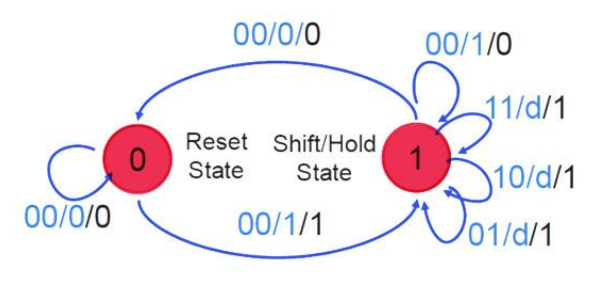 00/0/0
00/1/0
11/d/1
0
Reset
State
Shift/Hold
State
1
10/d/1
00/0/0
00/1/1
01/d/1